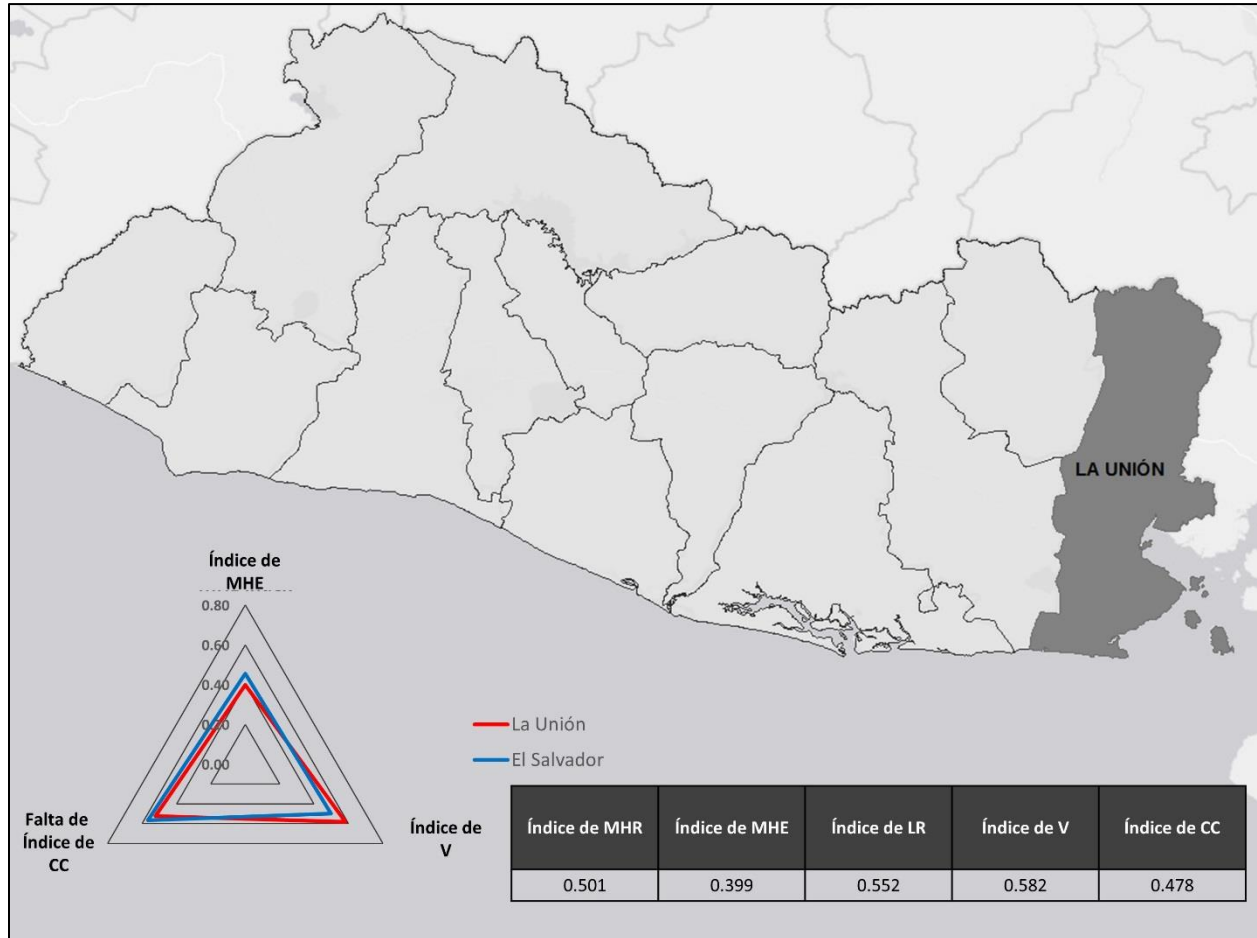 LA UNIÓN
Índice de
MHE
0.80
0.60
0.40
0.20
0.00
Falta de
Índice de
CC
Índice de
V
La Unión
El Salvador
Índice de MHR Índice de MHE Índice de LR Índice de V Índice de CC
0.501 0.399 0.552 0.582 0.478